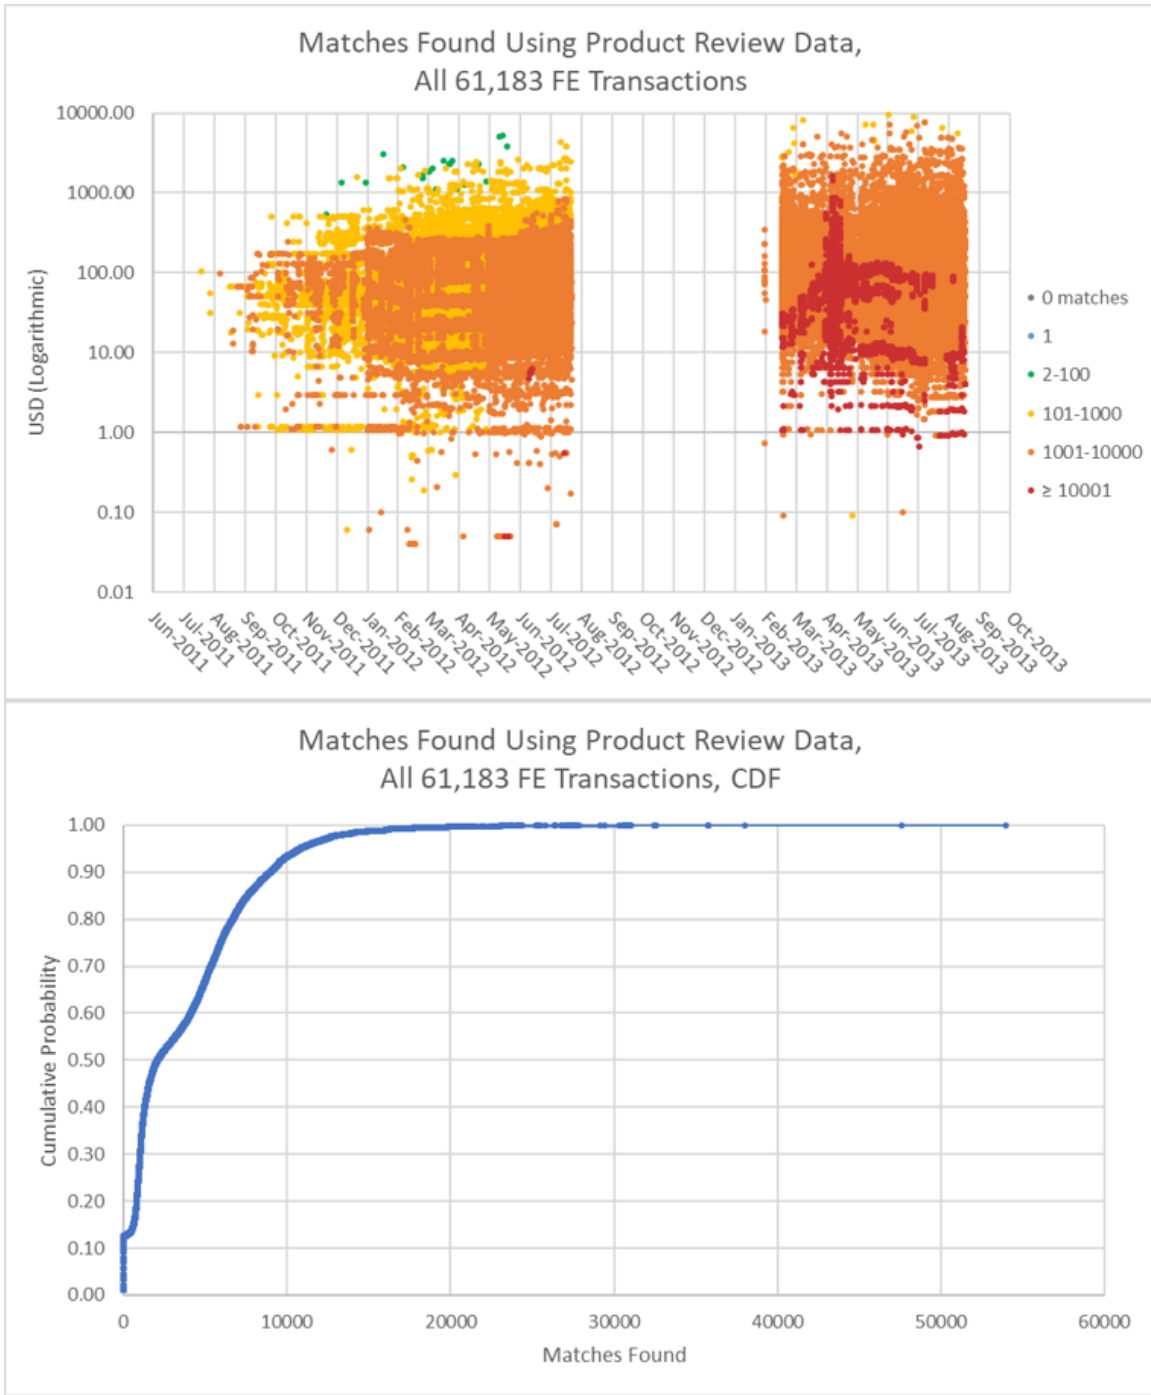 Matches Found Using Product Review Data,
All 61,183 FE Transactions
USD (Logarithmic)
10000.00
1000.00
100.00
10.00
1.00
0.10
0.01
Jun-2011
Jul-2011
Aug-2011
Sep-2011
Oct-2011
Nov-2011
Dec-2011
Jan-2012
Feb-2012
Mar-2012
Apr-2012
May-2012
Jun-2012
Jul-2012
Aug-2012
Sep-2012
Oct-2012
Nov-2012
Dec-2012
Jan-2013
Feb-2013
Mar-2013
Apr-2013
May-2013
Jun-2013
Jul-2013
Aug-2013
Sep-2013
Oct-2013
0 matches
1
2-100
101-1000
1001-10000
≥ 10001
Matches Found Using Product Review Data,
All 61,183 FE Transactions, CDF
Cumulative Probability
1.00
0.90
0.80
0.70
0.60
0.50
0.40
0.30
0.20
0.10
0.00
0
10000
20000
30000
40000
50000
60000
Matches Found